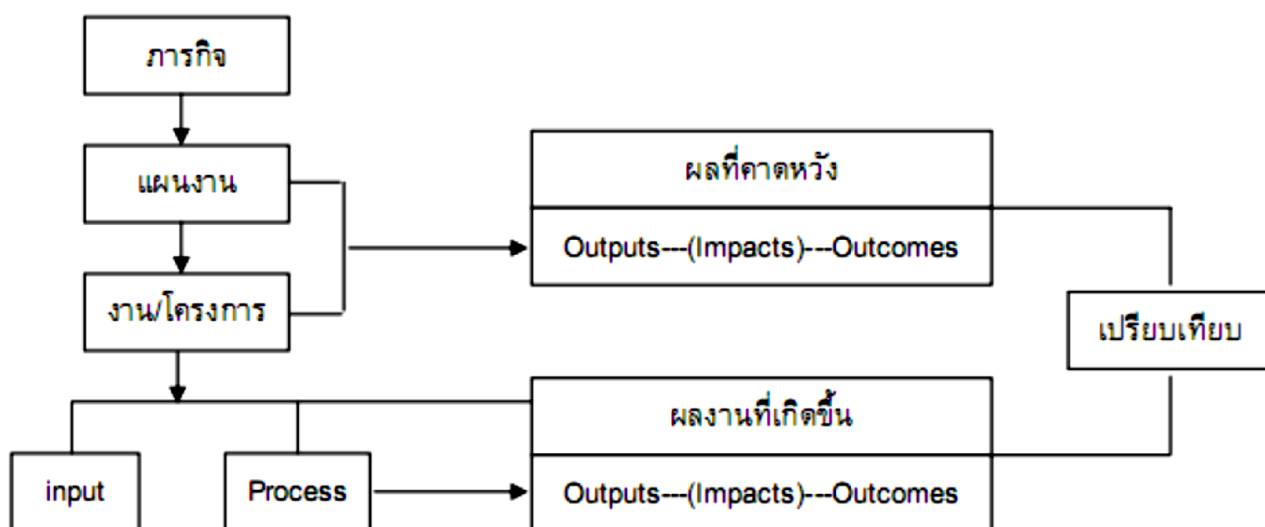 ภารกิจ
แผนงาน
งาน/โครงการ
ผลที่คาดหวัง
Outputs---(Impacts)---Outcomes
เปรียบเทียบ
ผลงานที่เกิดขึ้น
Outputs---(Impacts)---Outcomes
input
Process